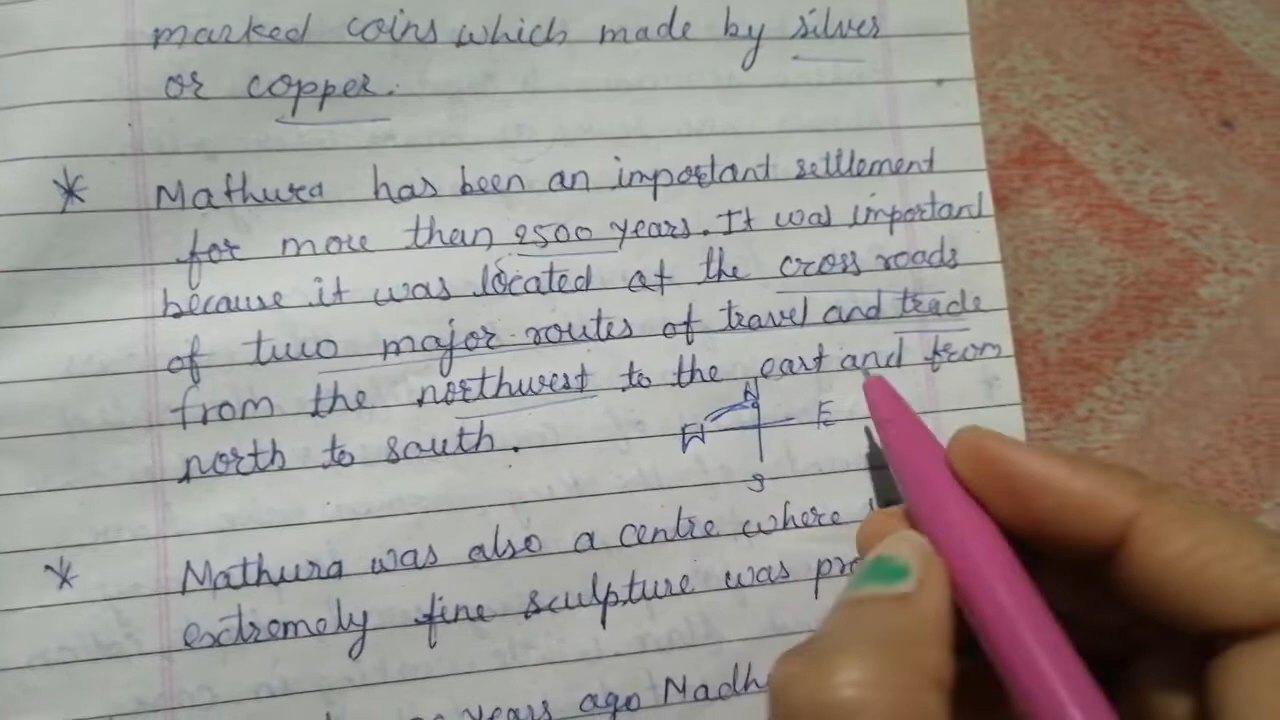 marked coins which made by silver
or copper.
* Mathura has been an important settlement
for more than 2500 years. It was important
because it was located at the cross roads
of two major routes of travel and trade
from the northwest to the east and from
north to south.
N
W E
S
* Mathura was also a centre where
extremely fine sculpture was
years ago